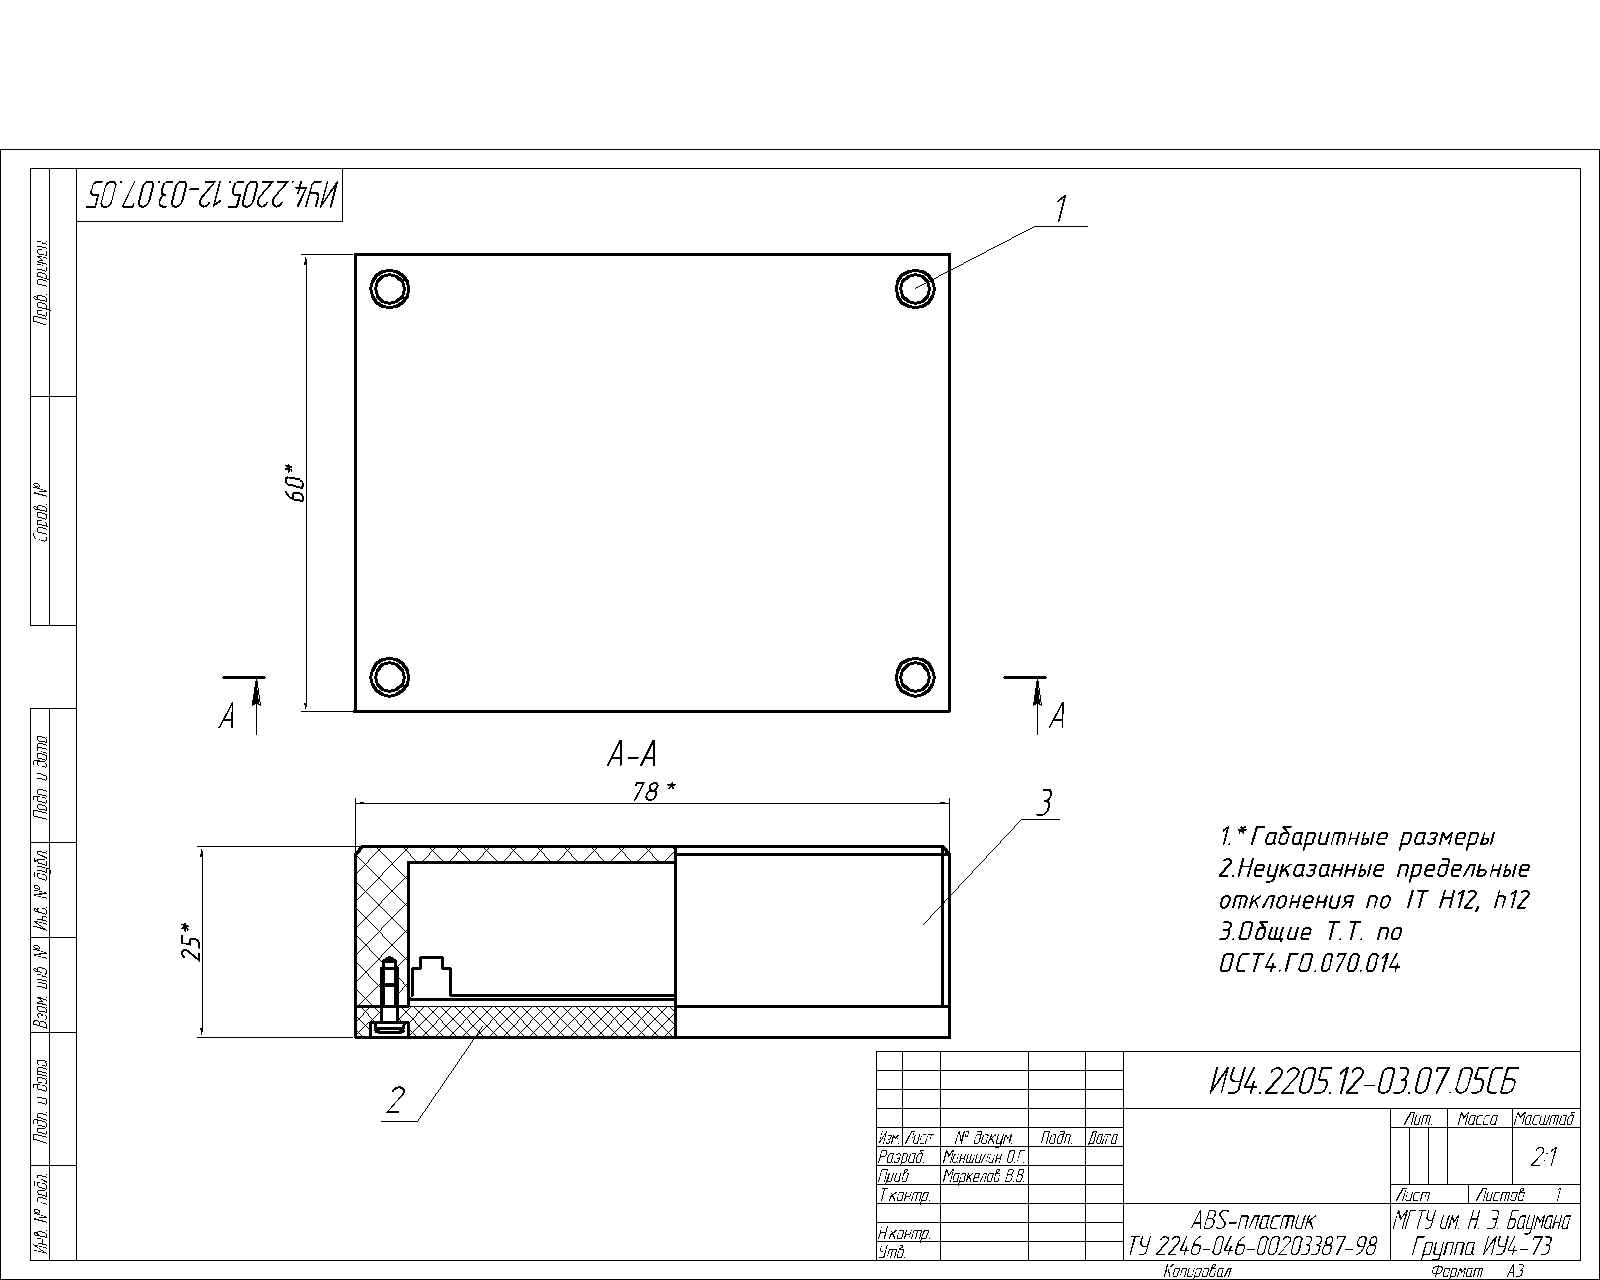 ИУ4.2205.12-03.07.05
Перв. примен.
Справ. №
Подп. и дата
Инв. № дубл.
Взам. инв №
Подп. и дата
Инв. № подл.
1
60*
А
А
А-А
78 *
3
25*
2
1.* Габаритные размеры
2.Неуказанные предельные
отклонения по IT H12, h12
3.Общие Т.Т. по
ОСТ4.ГО.070.014
ИУ4.2205.12-03.07.05СБ
Лит. Масса Масштаб
2:1
Изм. Лист № докум. Подп. Дата
Разраб.
Пров Маркелов В.В.
Т.контр.
Н.контр.
Утв.
Лист Листов 1
ABS-пластик
ТУ 2246-046-00203387-98
МГТУ им. Н. Э. Баумана
Группа ИУ4-73
Копировал Формат А3